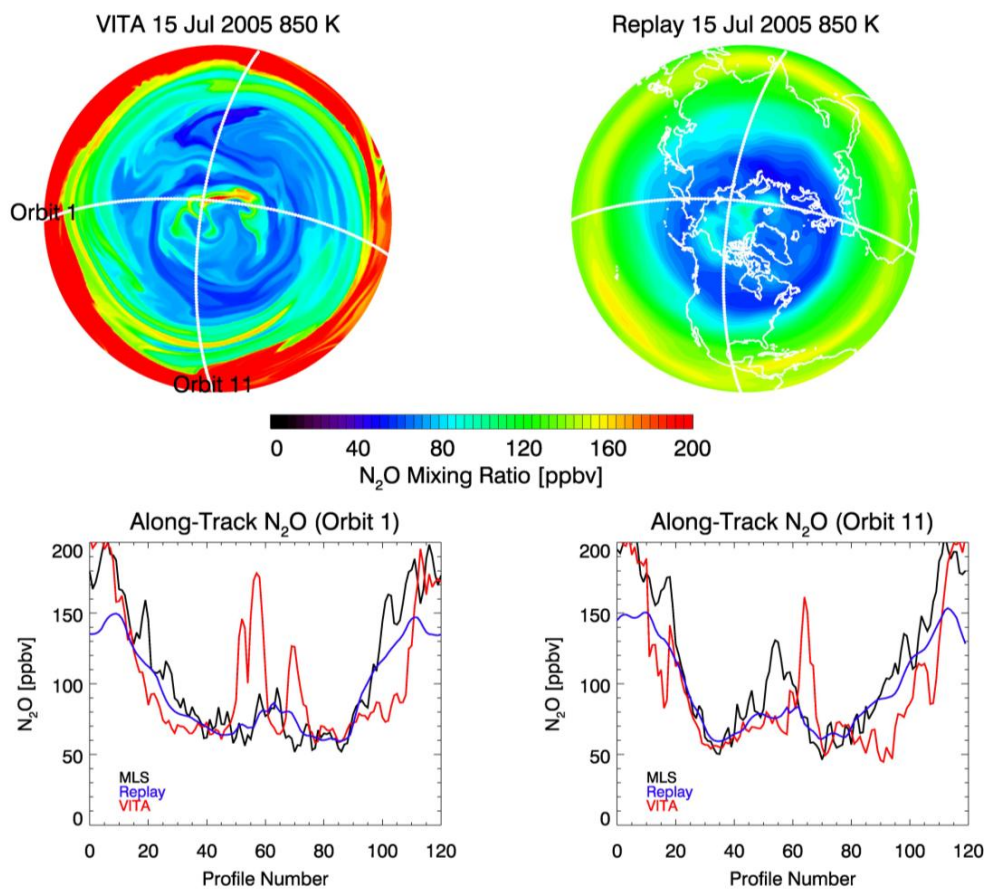 VITA 15 Jul 2005 850 K
Replay 15 Jul 2005 850 K
Orbit 1
Orbit 11
0 40 80 120 160 200
N₂O Mixing Ratio [ppbv]
Along-Track N₂O (Orbit 1)
200
150
100
50
0
N₂O [ppbv]
MLS
Replay
VITA
0 20 40 60 80 100 120
Profile Number
Along-Track N₂O (Orbit 11)
200
150
100
50
0
N₂O [ppbv]
MLS
Replay
VITA
0 20 40 60 80 100 120
Profile Number